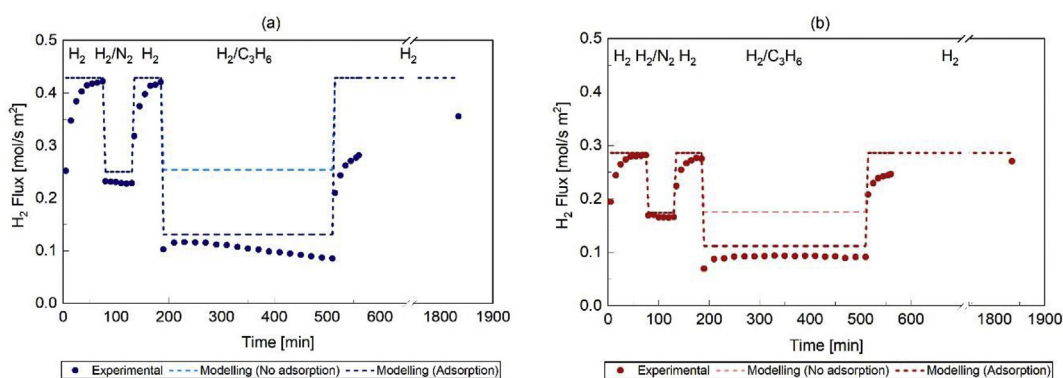 (a)
H₂ H₂/N₂ H₂ H₂/C₃H₆ H₂
0.5
0.4
0.3
0.2
0.1
0.0
H₂ Flux [mol/s m²]
0 100 200 300 400 500 600 1800 1900
Time [min]
Experimental Modelling (No adsorption) Modelling (Adsorption)
(b)
H₂ H₂/N₂ H₂ H₂/C₃H₆ H₂
0.5
0.4
0.3
0.2
0.1
0.0
H₂ Flux [mol/s m²]
0 100 200 300 400 500 600 1800 1900
Time [min]
Experimental Modelling (No adsorption) Modelling (Adsorption)